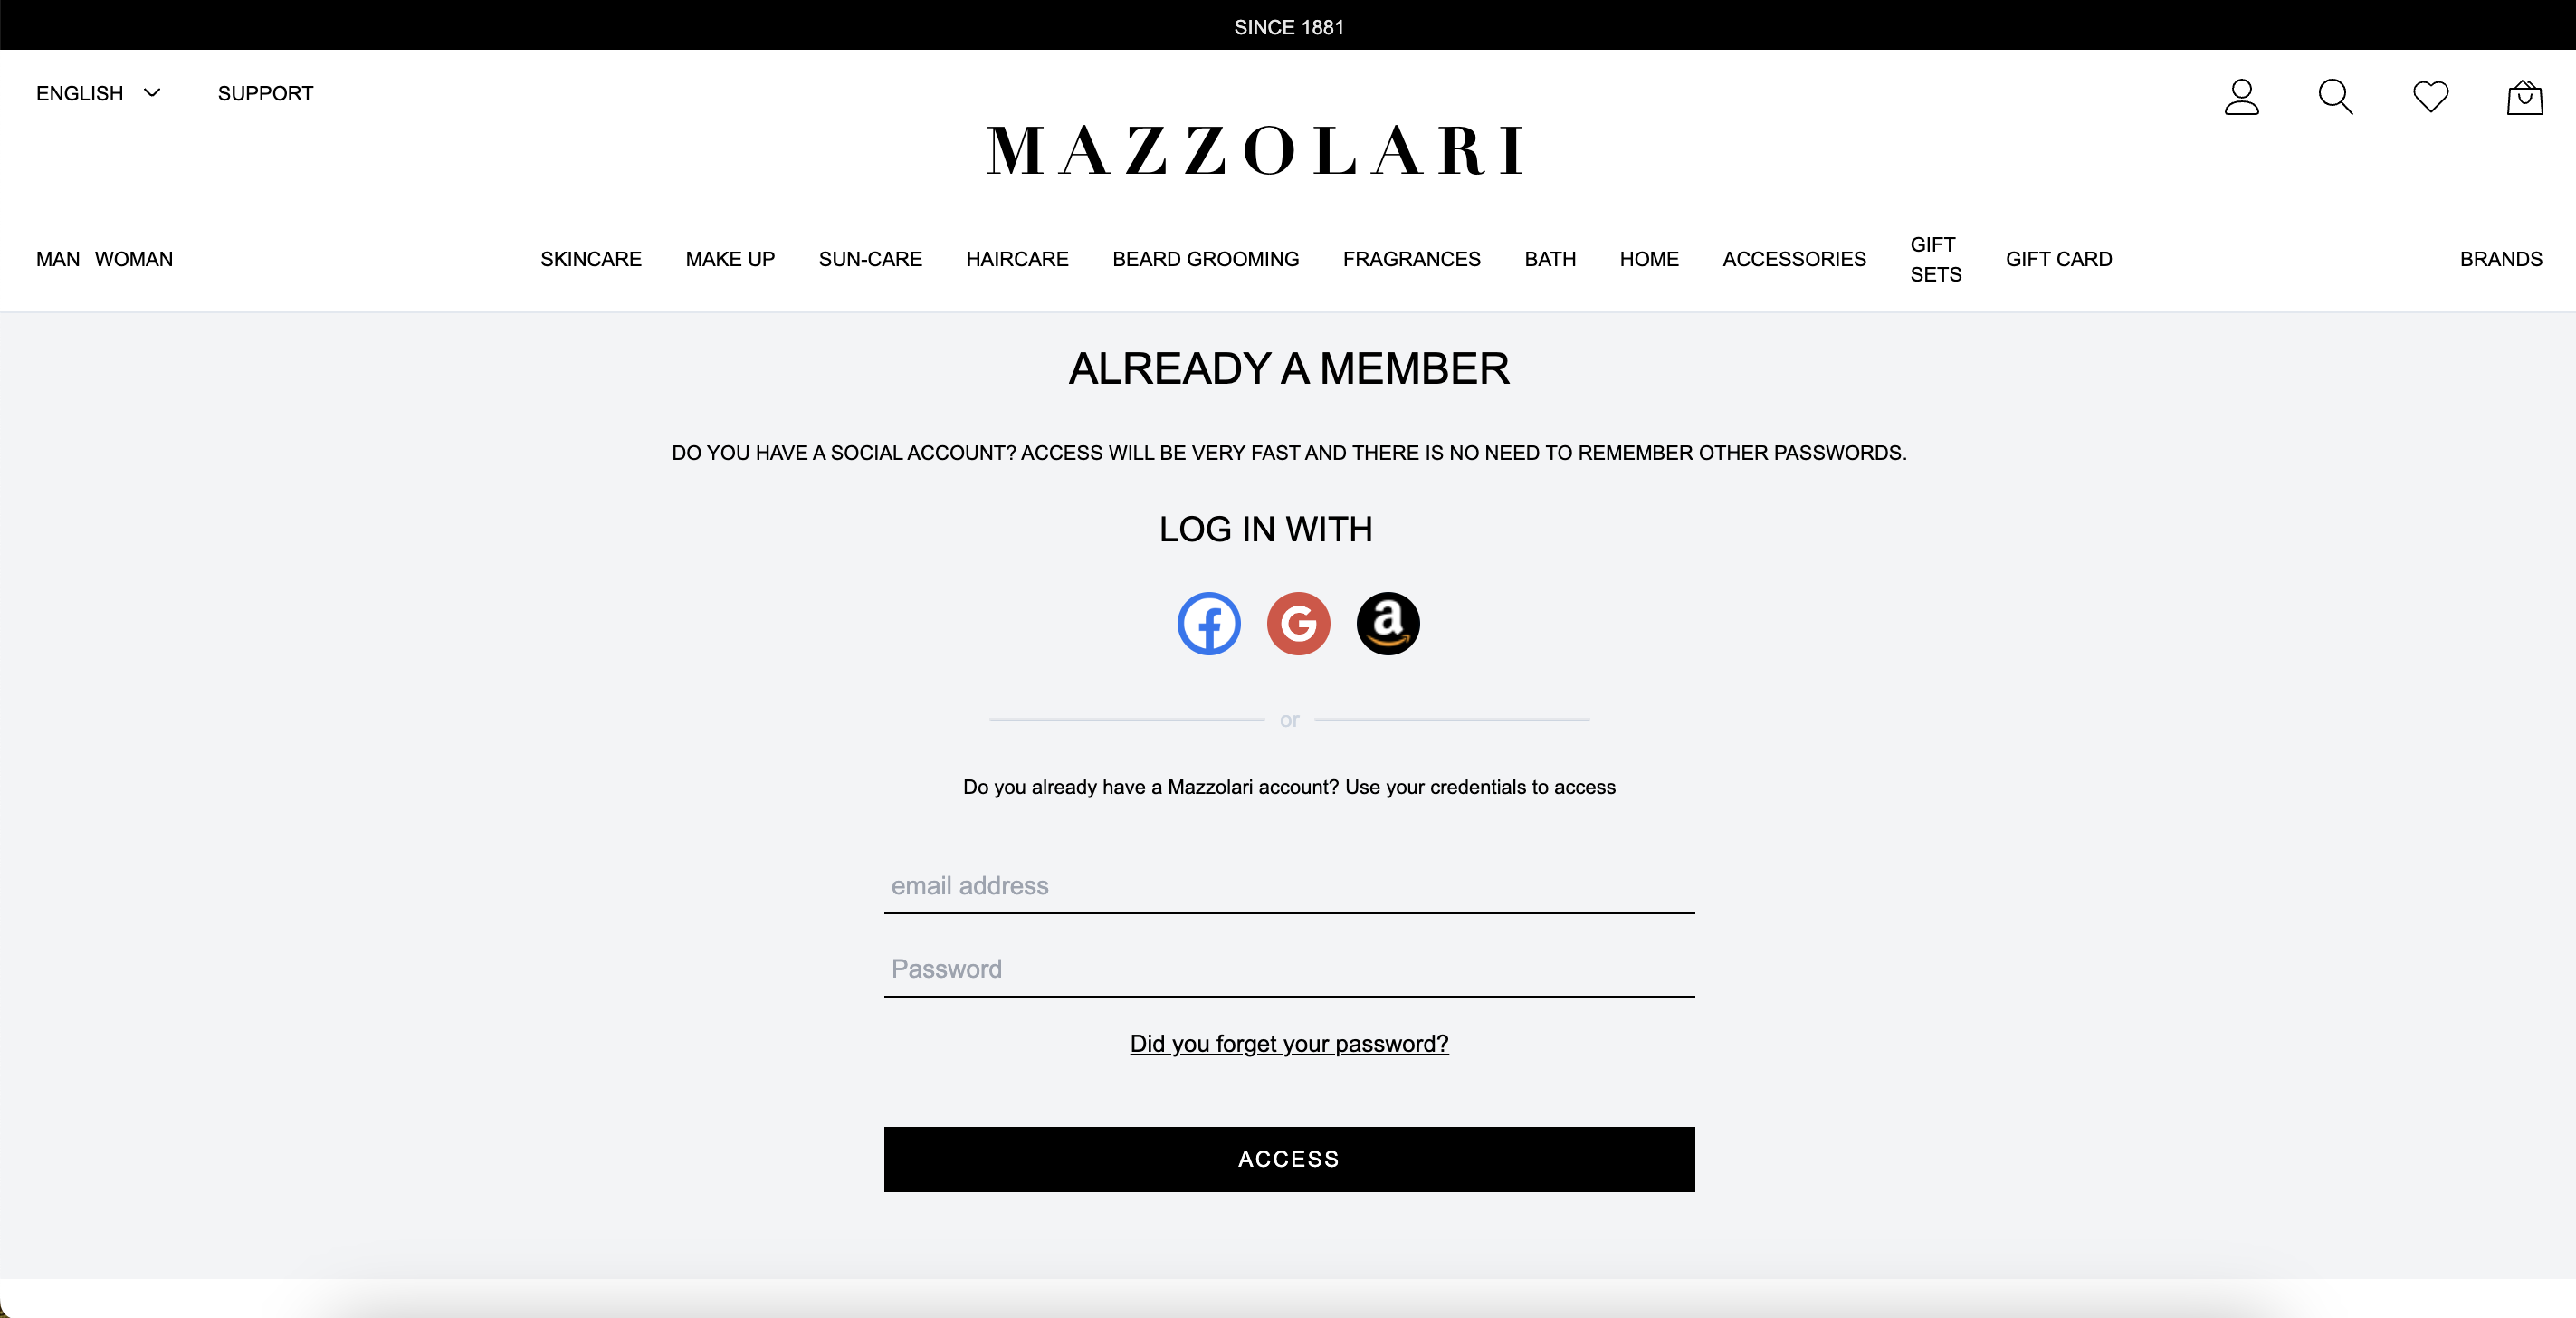 SINCE 1881
ENGLISH
SUPPORT
MAZZOLARI
MAN WOMAN
SKINCARE MAKE UP SUN-CARE HAIRCARE BEARD GROOMING FRAGRANCES BATH HOME ACCESSORIES GIFT SETS GIFT CARD
BRANDS
ALREADY A MEMBER
DO YOU HAVE A SOCIAL ACCOUNT? ACCESS WILL BE VERY FAST AND THERE IS NO NEED TO REMEMBER OTHER PASSWORDS.
LOG IN WITH
or
Do you already have a Mazzolari account? Use your credentials to access
email address
Password
Did you forget your password?
ACCESS